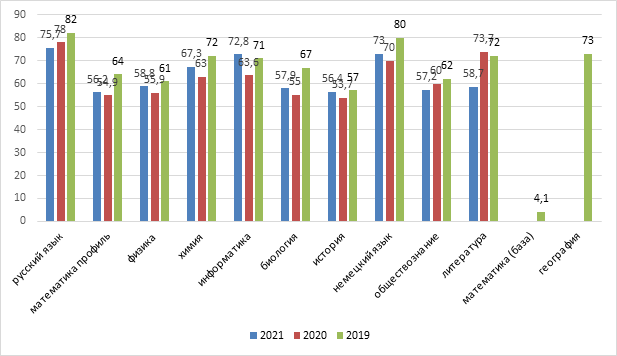 90
80
70
60
50
40
30
20
10
0
75,7 78 82
56,2 54,9 64
58,8 55,9 61
67,3 63 72
72,8 63,6 71
57,9 55 67
56,4 53,7 57
73 70 80
57,2 60 62
58,7 73,7 72
4,1
73
русский язык
математика профиль
физика
химия
информатика
биология
история
немецкий язык
обществознание
литература
математика (база)
география
2021 2020 2019